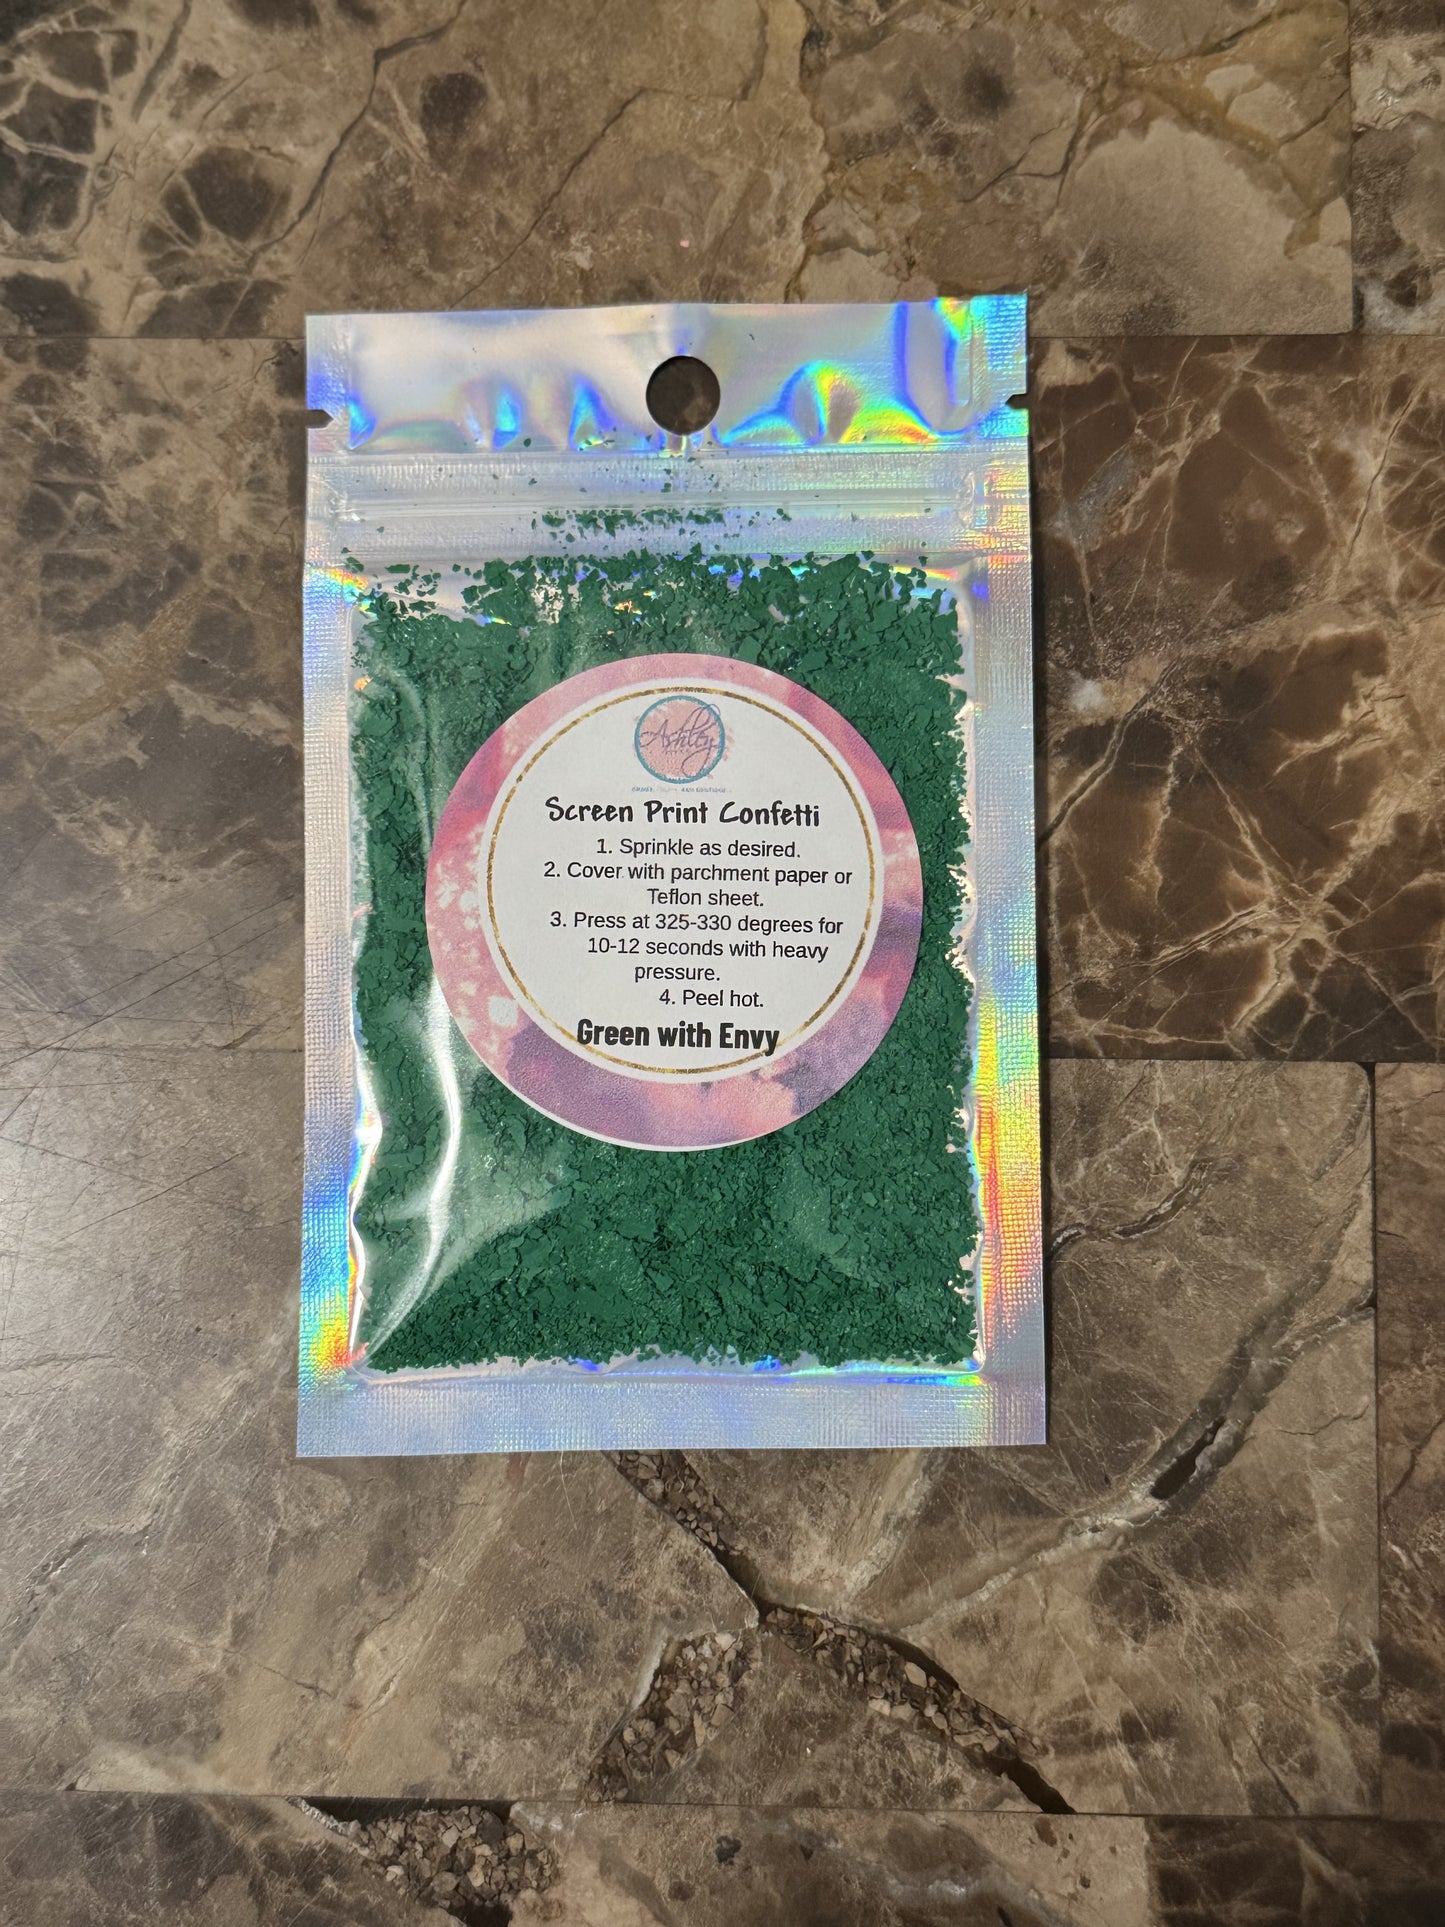 Ashley
Screen Print Confetti
1. Sprinkle as desired.
2. Cover with parchment paper or
Teflon sheet.
3. Press at 325-330 degrees for
10-12 seconds with heavy
pressure.
4. Peel hot.
Green with Envy